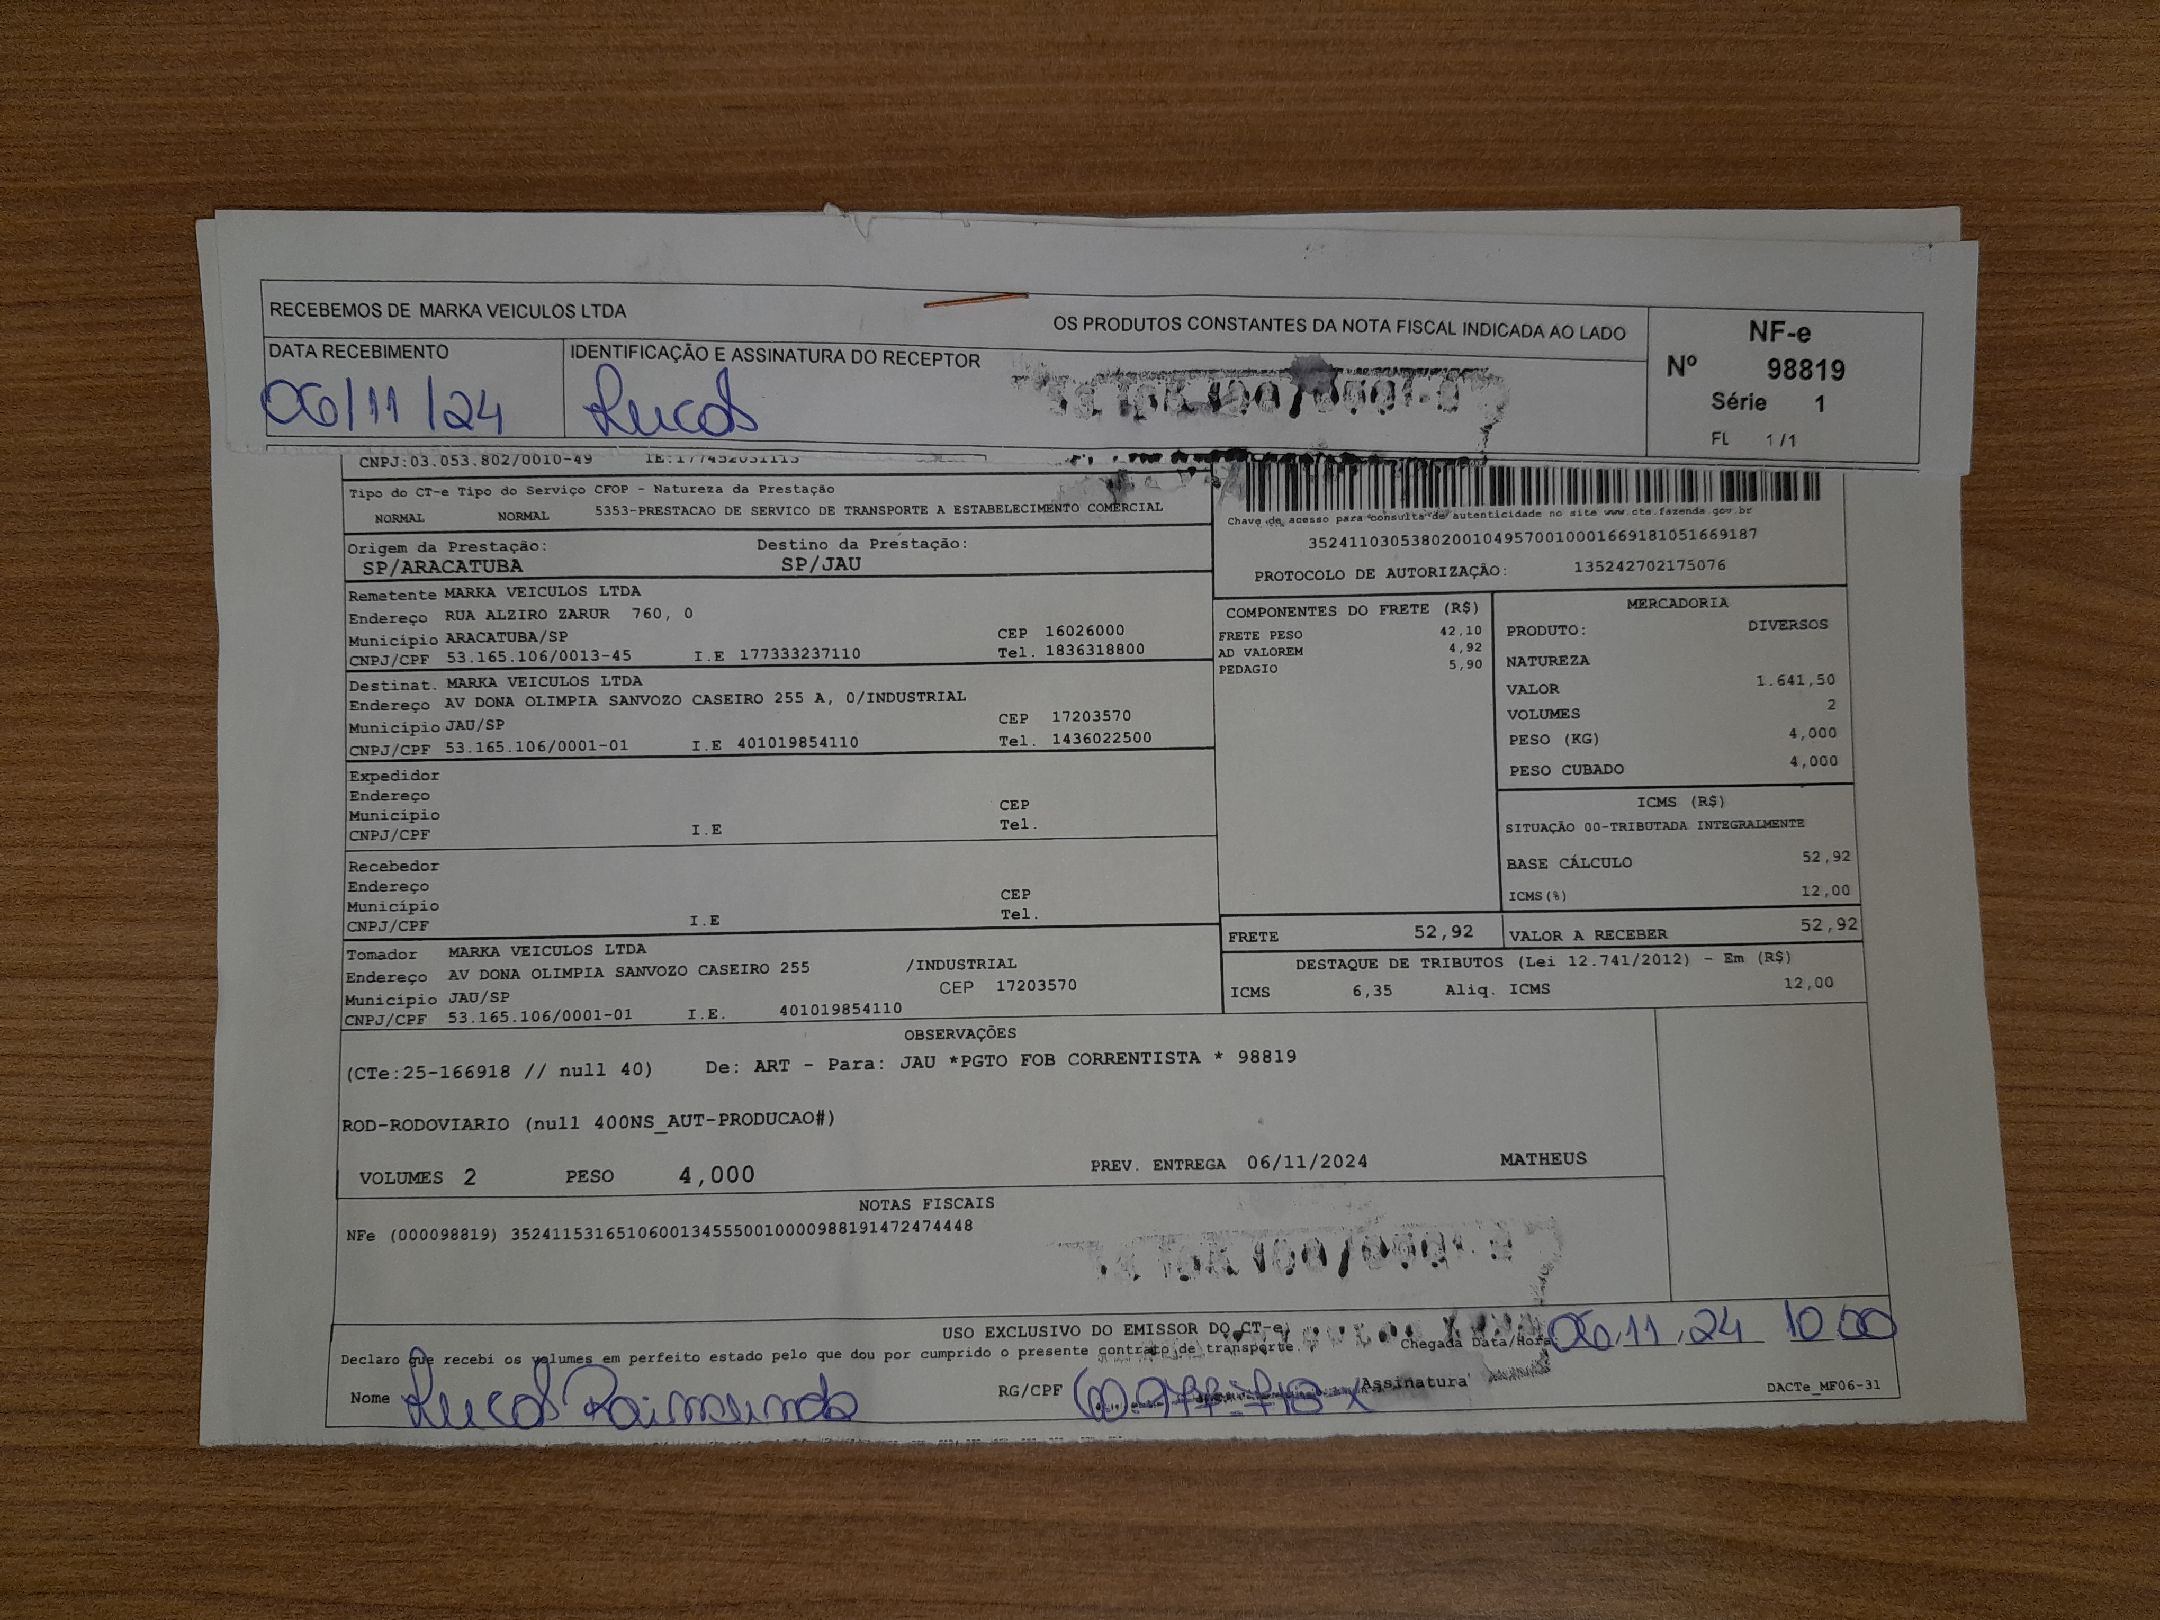 RECEBEMOS DE MARKA VEICULOS LTDA OS PRODUTOS CONSTANTES DA NOTA FISCAL INDICADA AO LADO
NF-e
Nº 98819
Série 1
FL 1/1
DATA RECEBIMENTO IDENTIFICAÇÃO E ASSINATURA DO RECEPTOR
06/11/24 Lucas
CNPJ:03.053.802/0010-49 IE:177452051115
Tipo do CT-e Tipo do Serviço CFOP - Natureza da Prestação
NORMAL NORMAL 5353-PRESTACAO DE SERVICO DE TRANSPORTE A ESTABELECIMENTO COMERCIAL
Chave de acesso para consulta de autenticidade no site www.cte.fazenda.gov.br
35241103053802001049570010001669181051669187
PROTOCOLO DE AUTORIZAÇÃO: 135242702175076
Origem da Prestação: Destino da Prestação:
SP/ARACATUBA SP/JAU
Remetente MARKA VEICULOS LTDA
Endereço RUA ALZIRO ZARUR 760, 0
Município ARACATUBA/SP CEP 16026000
CNPJ/CPF 53.165.106/0013-45 I.E 177333237110 Tel. 1836318800
Destinat. MARKA VEICULOS LTDA
Endereço AV DONA OLIMPIA SANVOZO CASEIRO 255 A, 0/INDUSTRIAL
Município JAU/SP CEP 17203570
CNPJ/CPF 53.165.106/0001-01 I.E 401019854110 Tel. 1436022500
Expedidor
Endereço
Município CEP
CNPJ/CPF I.E Tel.
Recebedor
Endereço
Município CEP
CNPJ/CPF I.E Tel.
Tomador MARKA VEICULOS LTDA
Endereço AV DONA OLIMPIA SANVOZO CASEIRO 255 /INDUSTRIAL
Município JAU/SP CEP 17203570
CNPJ/CPF 53.165.106/0001-01 I.E. 401019854110
COMPONENTES DO FRETE (R$)
FRETE PESO 42,10
AD VALOREM 4,92
PEDAGIO 5,90
MERCADORIA
PRODUTO: DIVERSOS
NATUREZA
VALOR 1.641,50
VOLUMES 2
PESO (KG) 4,000
PESO CUBADO 4,000
ICMS (R$)
SITUAÇÃO 00-TRIBUTADA INTEGRALMENTE
BASE CÁLCULO 52,92
ICMS(%) 12,00
FRETE 52,92 VALOR A RECEBER 52,92
DESTAQUE DE TRIBUTOS (Lei 12.741/2012) - Em (R$)
ICMS 6,35 Aliq. ICMS 12,00
OBSERVAÇÕES
(CTe:25-166918 // null 40) De: ART - Para: JAU *PGTO FOB CORRENTISTA * 98819
ROD-RODOVIARIO (null 400NS_AUT-PRODUCAO#)
VOLUMES 2 PESO 4,000 PREV. ENTREGA 06/11/2024 MATHEUS
NOTAS FISCAIS
NFe (000098819) 35241153165106001345550010000988191472474448
USO EXCLUSIVO DO EMISSOR DO CT-e
Declaro que recebi os volumes em perfeito estado pelo que dou por cumprido o presente contrato de transporte. Chegada Data/Hora 06.11.24 10 00
Nome Lucas Raimundo RG/CPF Assinatura
DACTe_MF06-31